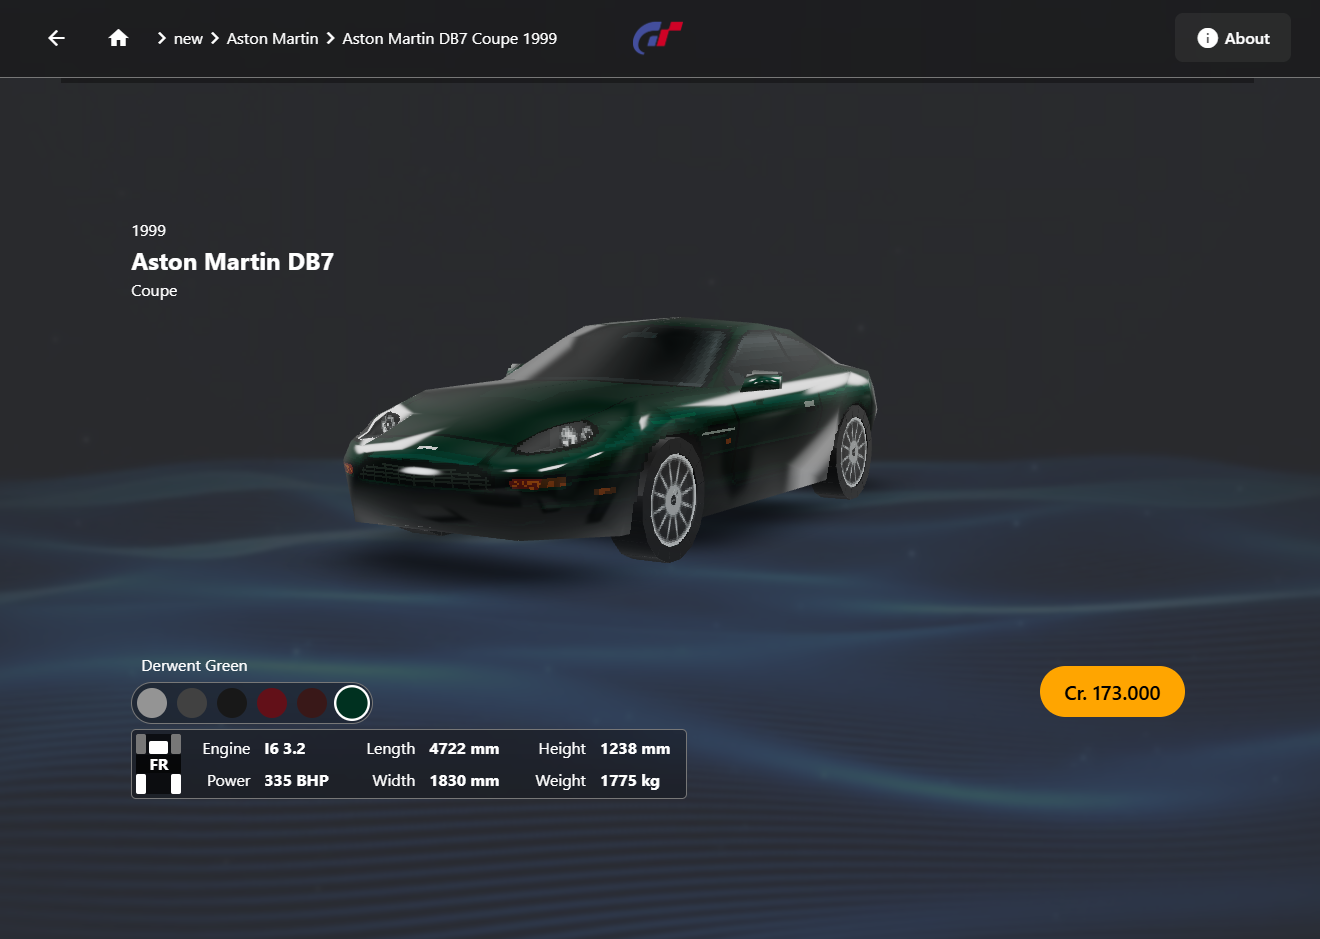 new Aston Martin Aston Martin DB7 Coupe 1999
About
1999
Aston Martin DB7
Coupe
Derwent Green
Cr. 173.000
FR
Engine I6 3.2 Length 4722 mm Height 1238 mm
Power 335 BHP Width 1830 mm Weight 1775 kg